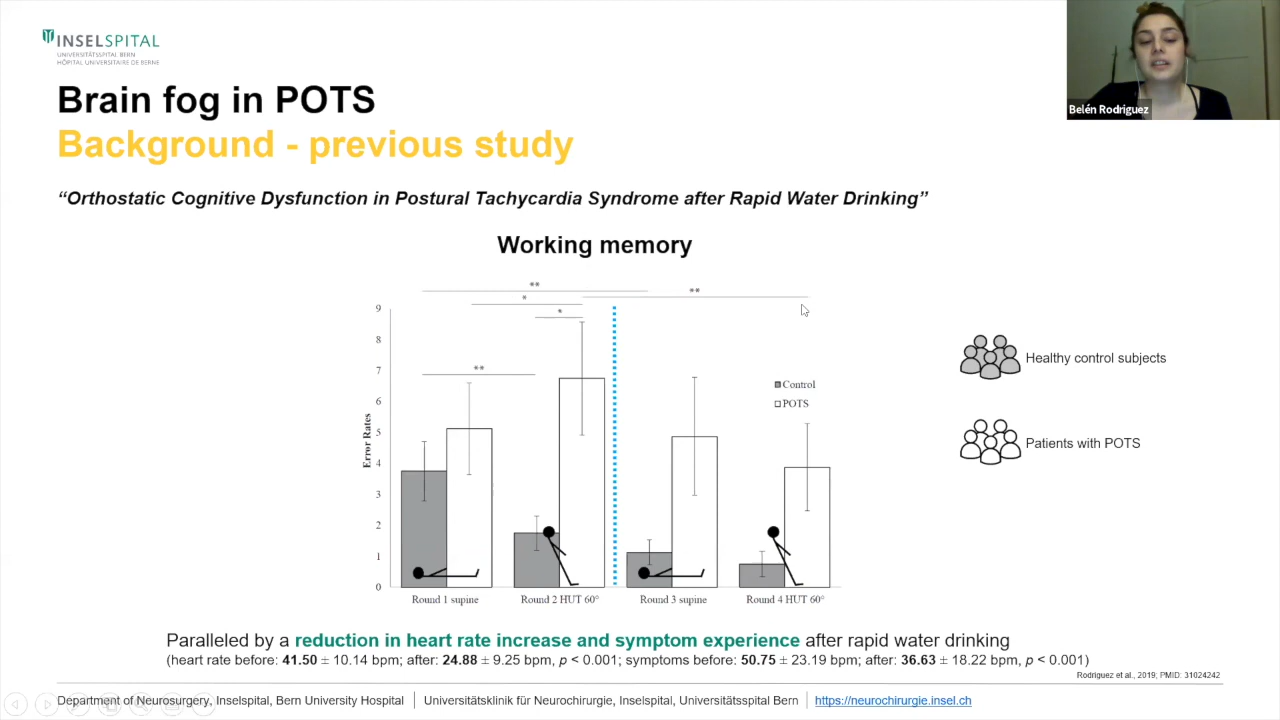 INSELSPITAL
UNIVERSITÄTSSPITAL BERN
HÔPITAL UNIVERSITAIRE DE BERNE
Belén Rodriguez
Brain fog in POTS
Background - previous study
“Orthostatic Cognitive Dysfunction in Postural Tachycardia Syndrome after Rapid Water Drinking”
Working memory
**
**
*
*
**
9
8
7
6
5
4
3
2
1
0
Error Rates
Control
POTS
Round 1 supine
Round 2 HUT 60°
Round 3 supine
Round 4 HUT 60°
Healthy control subjects
Patients with POTS
Paralleled by a reduction in heart rate increase and symptom experience after rapid water drinking
(heart rate before: 41.50 ± 10.14 bpm; after: 24.88 ± 9.25 bpm, p < 0.001; symptoms before: 50.75 ± 23.19 bpm; after: 36.63 ± 18.22 bpm, p < 0.001)
Rodriguez et al., 2019; PMID: 31024242
Department of Neurosurgery, Inselspital, Bern University Hospital | Universitätsklinik für Neurochirurgie, Inselspital, Universitätsspital Bern | https://neurochirurgie.insel.ch